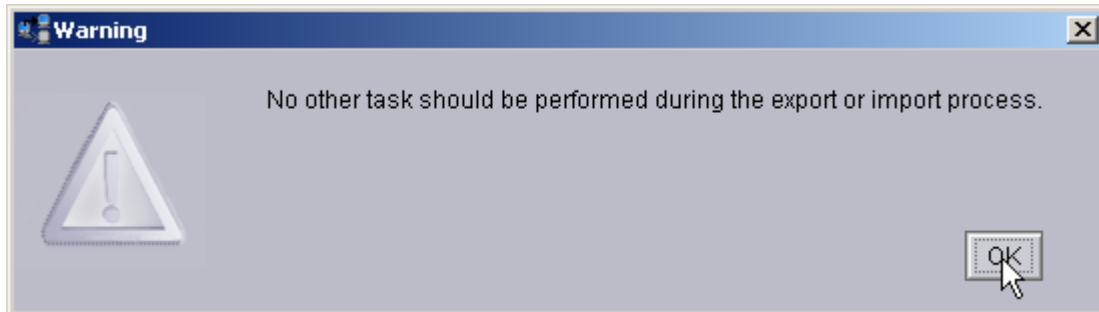 Warning
No other task should be performed during the export or import process.
OK